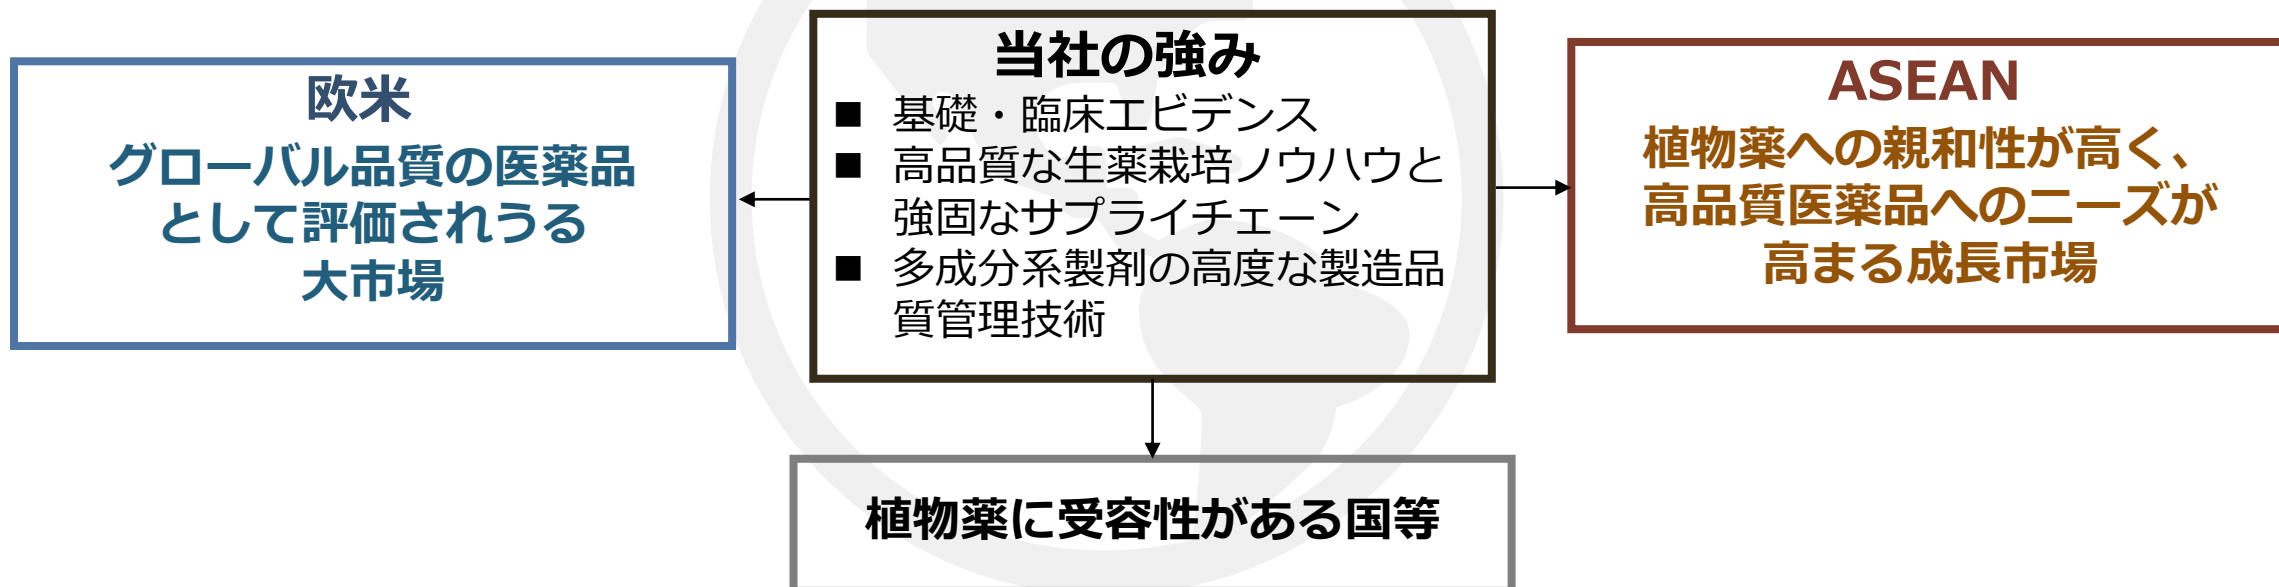 当社の強み
■ 基礎・臨床エビデンス
■ 高品質な生薬栽培ノウハウと
強固なサプライチェーン
■ 多成分系製剤の高度な製造品
質管理技術
欧米
グローバル品質の医薬品
として評価されうる
大市場
ASEAN
植物薬への親和性が高く、
高品質医薬品へのニーズが
高まる成長市場
植物薬に受容性がある国等